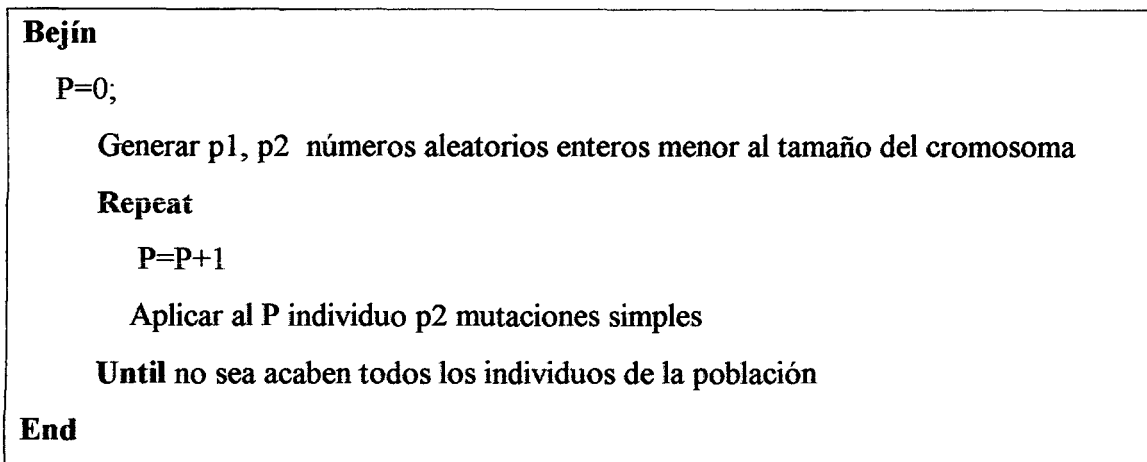 Bejín
P=0;
Generar p1, p2 números aleatorios enteros menor al tamaño del cromosoma
Repeat
P=P+1
Aplicar al P individuo p2 mutaciones simples
Until no sea acaben todos los individuos de la población
End